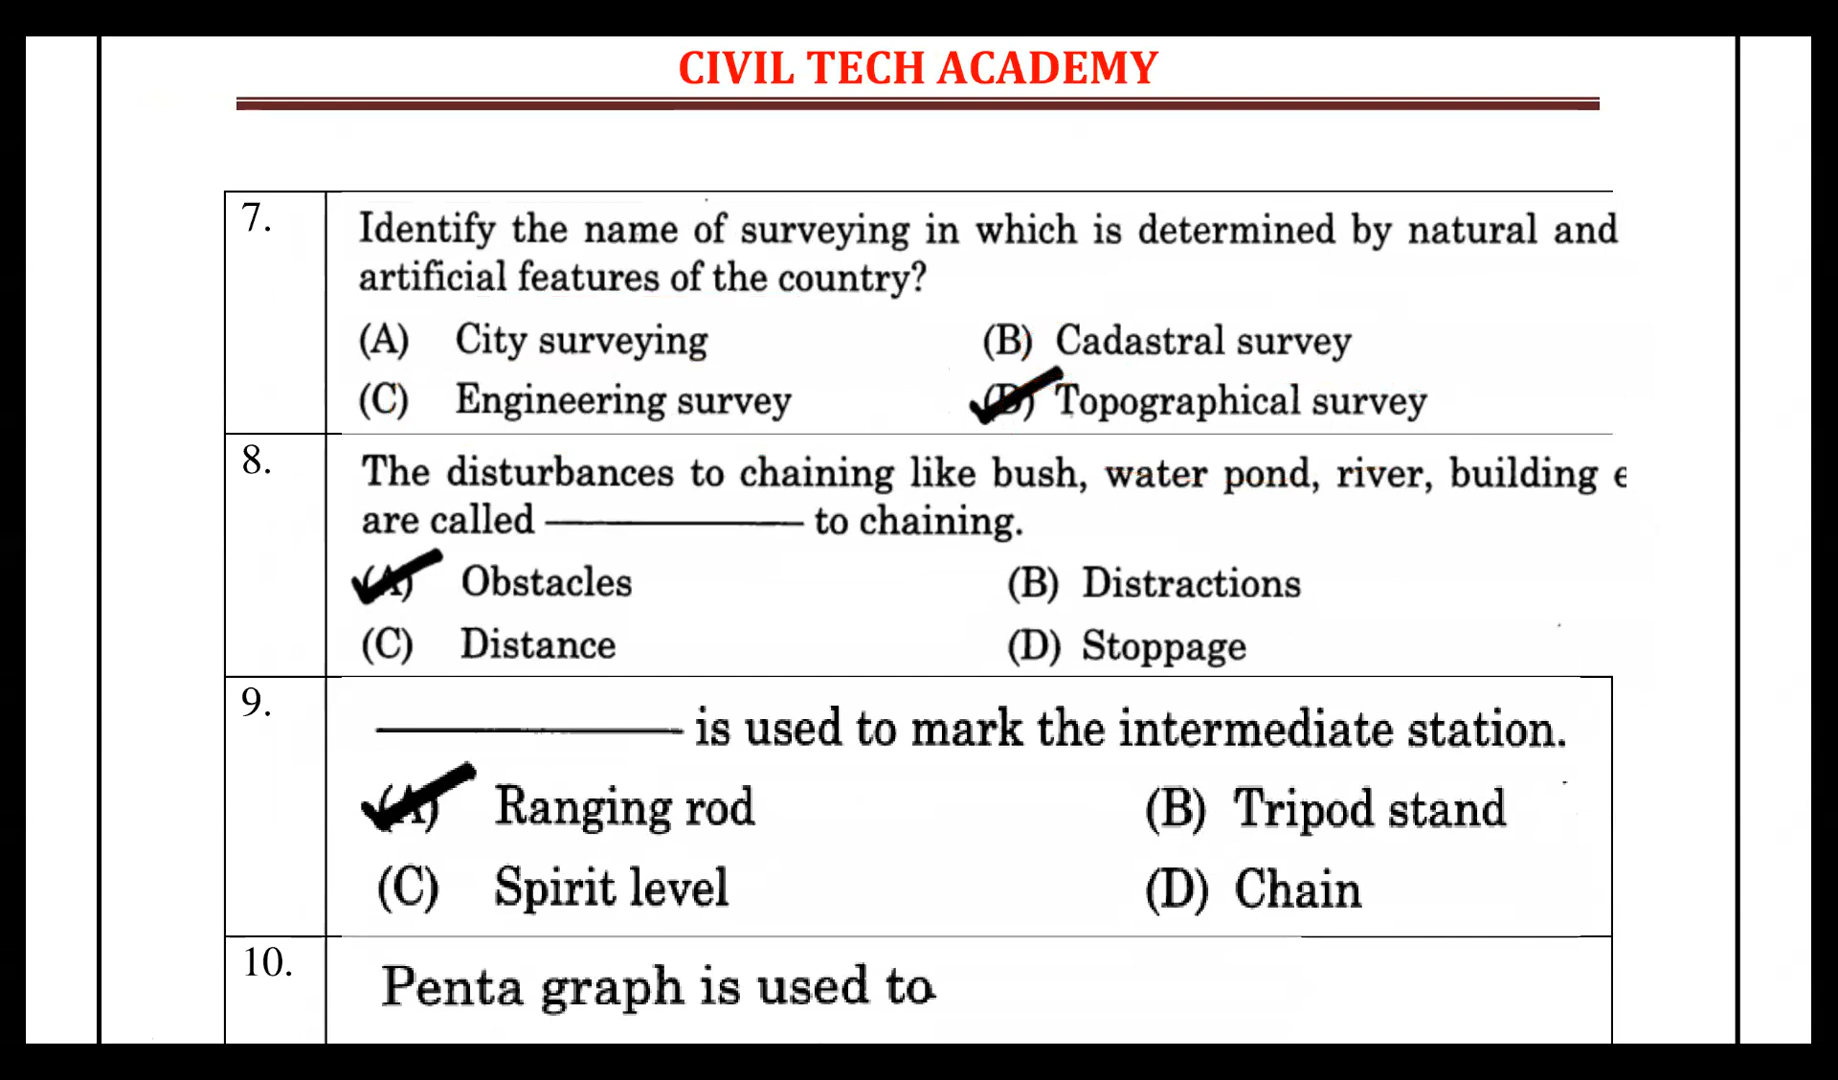 CIVIL TECH ACADEMY
7.
Identify the name of surveying in which is determined by natural and
artificial features of the country?
(A) City surveying (B) Cadastral survey
(C) Engineering survey (D) Topographical survey
8.
The disturbances to chaining like bush, water pond, river, building
are called ________ to chaining.
(A) Obstacles (B) Distractions
(C) Distance (D) Stoppage
9.
________ is used to mark the intermediate station.
(A) Ranging rod (B) Tripod stand
(C) Spirit level (D) Chain
10.
Penta graph is used to